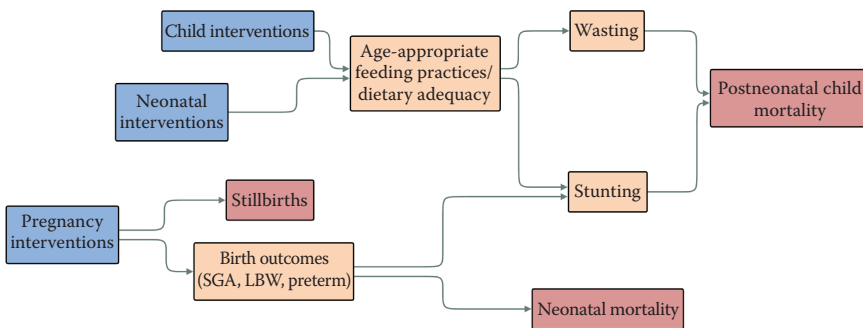 Child interventions
Neonatal
interventions
Age-appropriate
feeding practices/
dietary adequacy
Wasting
Postneonatal child
mortality
Stunting
Pregnancy
interventions
Stillbirths
Birth outcomes
(SGA, LBW, preterm)
Neonatal mortality